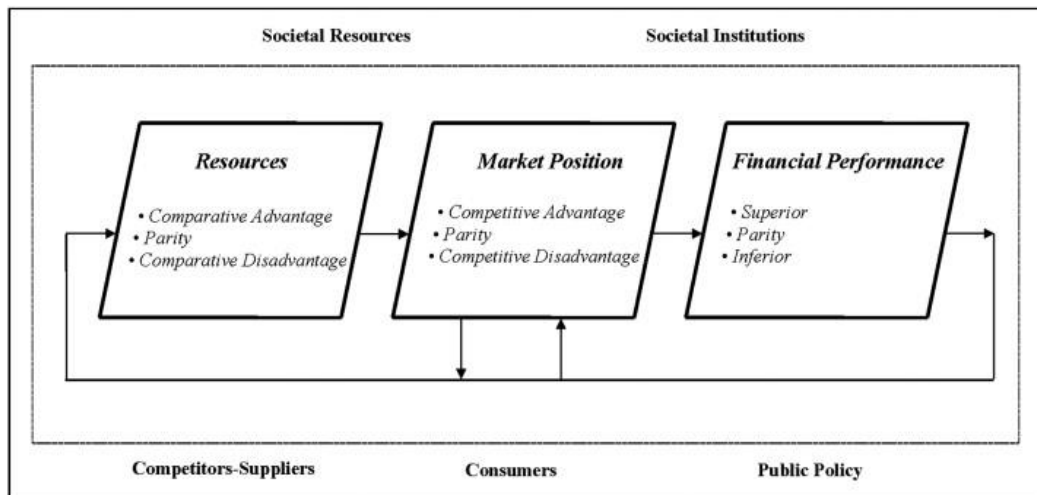 Societal Resources
Societal Institutions
Resources
• Comparative Advantage
• Parity
• Comparative Disadvantage
Market Position
• Competitive Advantage
• Parity
• Competitive Disadvantage
Financial Performance
• Superior
• Parity
• Inferior
Competitors-Suppliers
Consumers
Public Policy